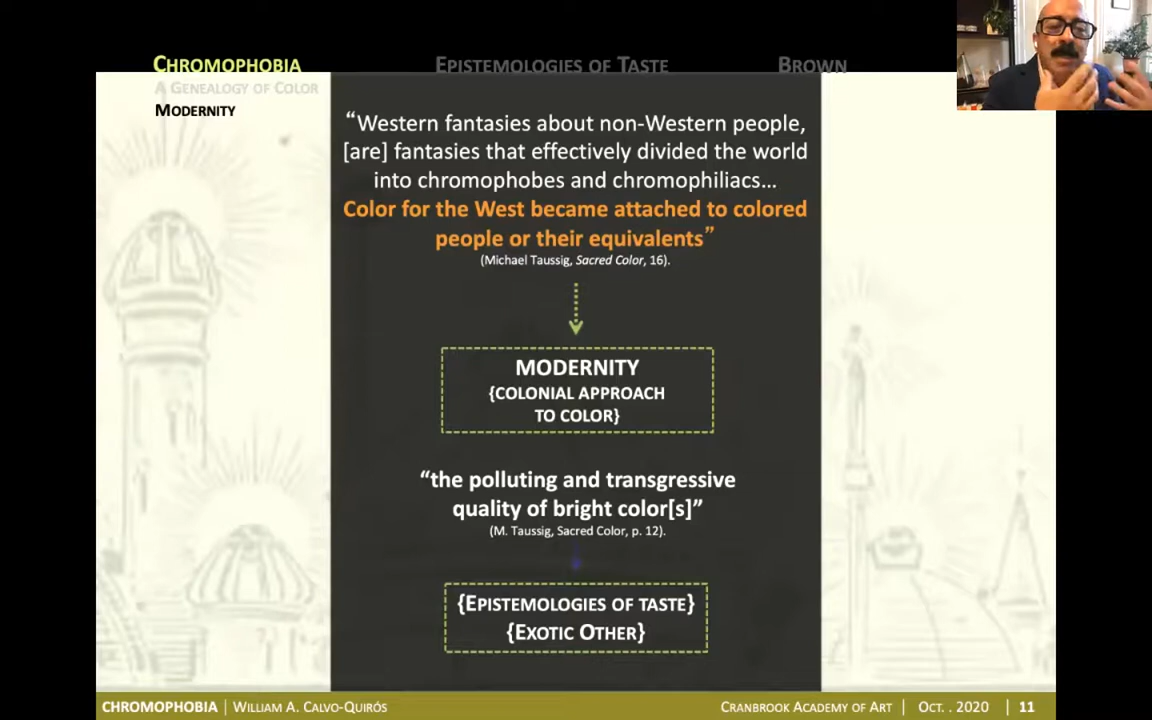 CHROMOPHOBIA
EPISTEMOLOGIES OF TASTE
BROWN
A GENEALOGY OF COLOR
MODERNITY
“Western fantasies about non-Western people,
[are] fantasies that effectively divided the world
into chromophobes and chromophiliacs…
Color for the West became attached to colored
people or their equivalents”
(Michael Taussig, Sacred Color, 16).
MODERNITY
{COLONIAL APPROACH
TO COLOR}
“the polluting and transgressive
quality of bright color[s]”
(M. Taussig, Sacred Color, p. 12).
{EPISTEMOLOGIES OF TASTE}
{EXOTIC OTHER}
CHROMOPHOBIA | WILLIAM A. CALVO-QUIRÓS
CRANBROOK ACADEMY OF ART | OCT. . 2020 | 11